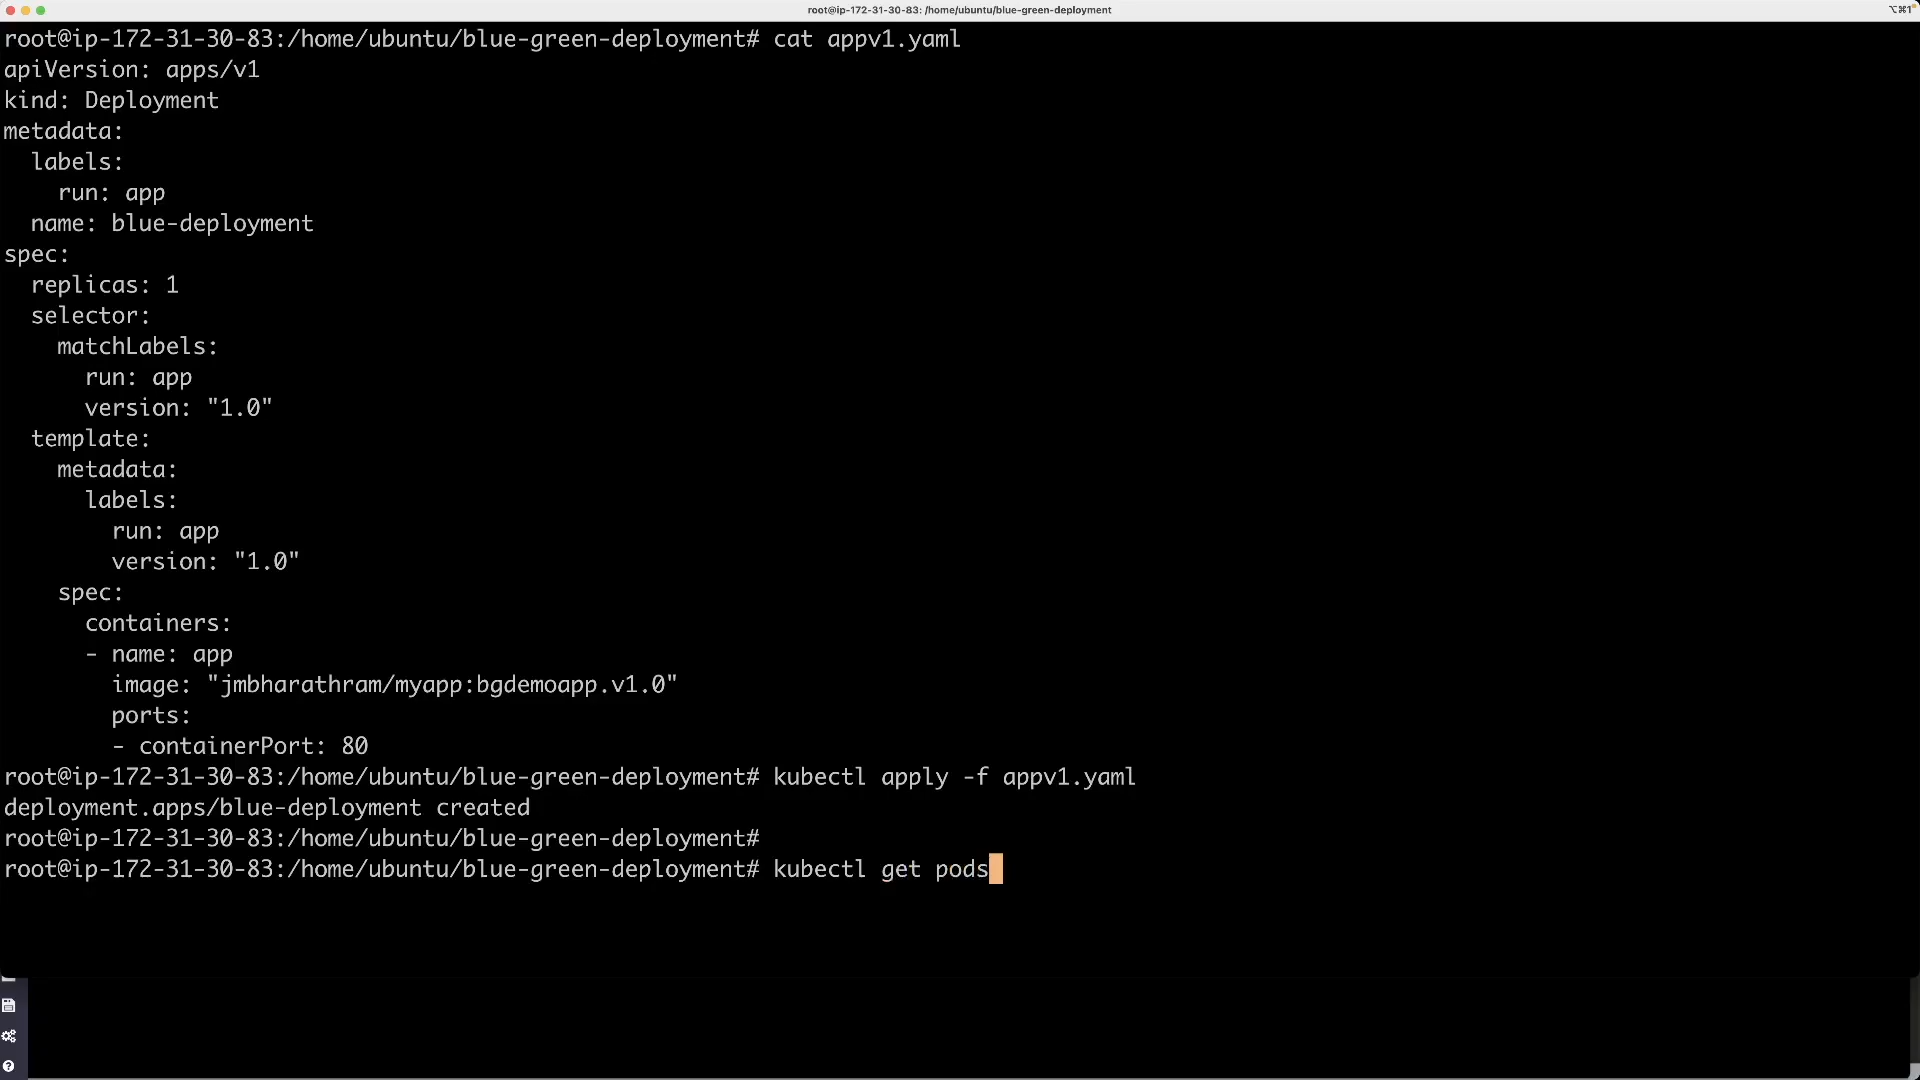 root@ip-172-31-30-83: /home/ubuntu/blue-green-deployment
⌥⌘1
root@ip-172-31-30-83:/home/ubuntu/blue-green-deployment# cat appv1.yaml
apiVersion: apps/v1
kind: Deployment
metadata:
  labels:
    run: app
  name: blue-deployment
spec:
  replicas: 1
  selector:
    matchLabels:
      run: app
      version: "1.0"
  template:
    metadata:
      labels:
        run: app
        version: "1.0"
    spec:
      containers:
      - name: app
        image: "jmbharathram/myapp:bgdemoapp.v1.0"
        ports:
        - containerPort: 80
root@ip-172-31-30-83:/home/ubuntu/blue-green-deployment# kubectl apply -f appv1.yaml
deployment.apps/blue-deployment created
root@ip-172-31-30-83:/home/ubuntu/blue-green-deployment#
root@ip-172-31-30-83:/home/ubuntu/blue-green-deployment# kubectl get pods